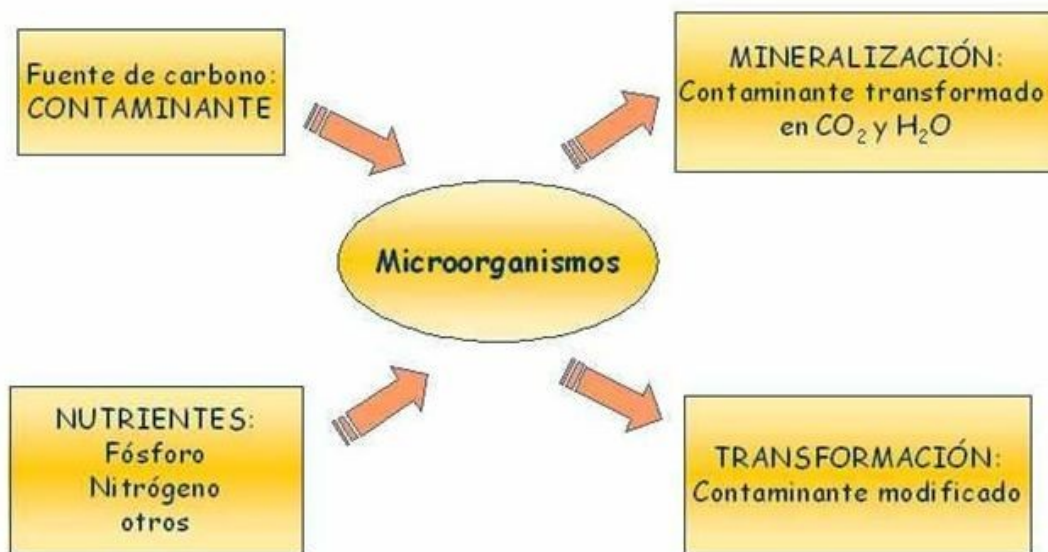 Fuente de carbono:
CONTAMINANTE
MINERALIZACIÓN:
Contaminante transformado
en CO₂ y H₂O
Microorganismos
NUTRIENTES:
Fósforo
Nitrógeno
otros
TRANSFORMACIÓN:
Contaminante modificado